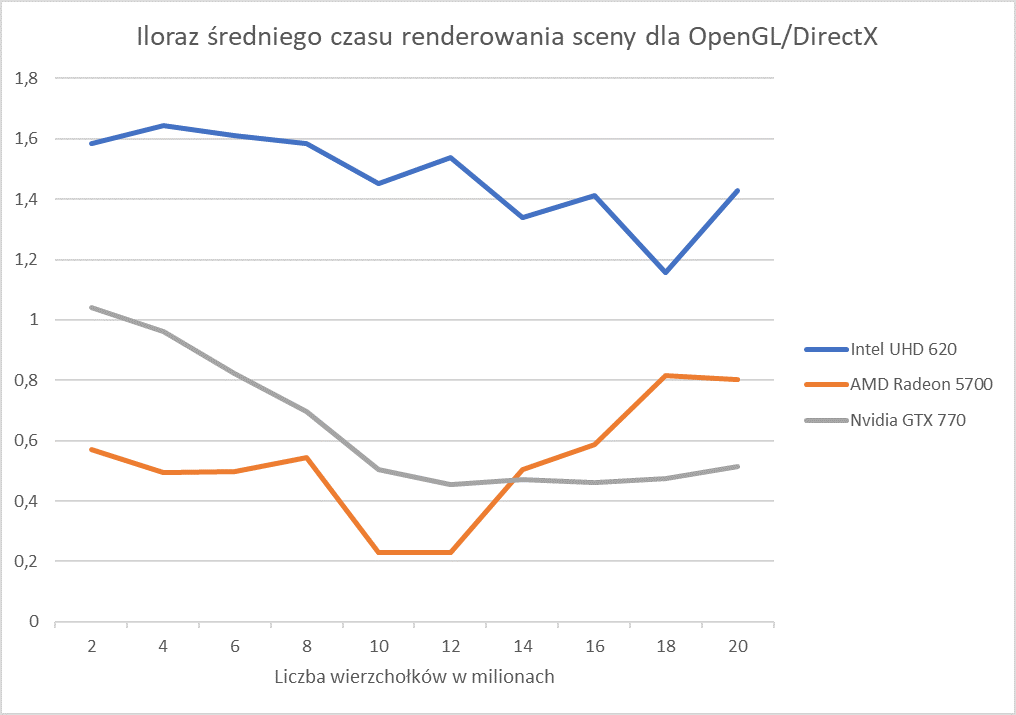 Iloraz średniego czasu renderowania sceny dla OpenGL/DirectX
1,8
1,6
1,4
1,2
1
0,8
0,6
0,4
0,2
0
2 4 6 8 10 12 14 16 18 20
Liczba wierzchołków w milionach
Intel UHD 620
AMD Radeon 5700
Nvidia GTX 770